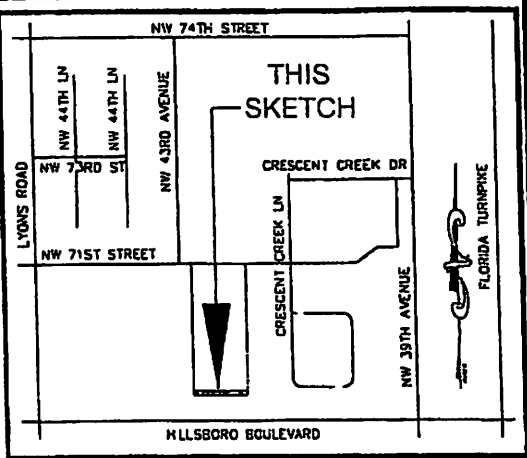 NW 74TH STREET
THIS
SKETCH
NW 44TH LN
NW 44TH LN
NW 43RD AVENUE
LYONS ROAD
NW 73RD ST
CRESCENT CREEK DR
NW 71ST STREET
CRESCENT CREEK LN
NW 39TH AVENUE
FLORIDA TURNPIKE
HILLSBORO BOULEVARD